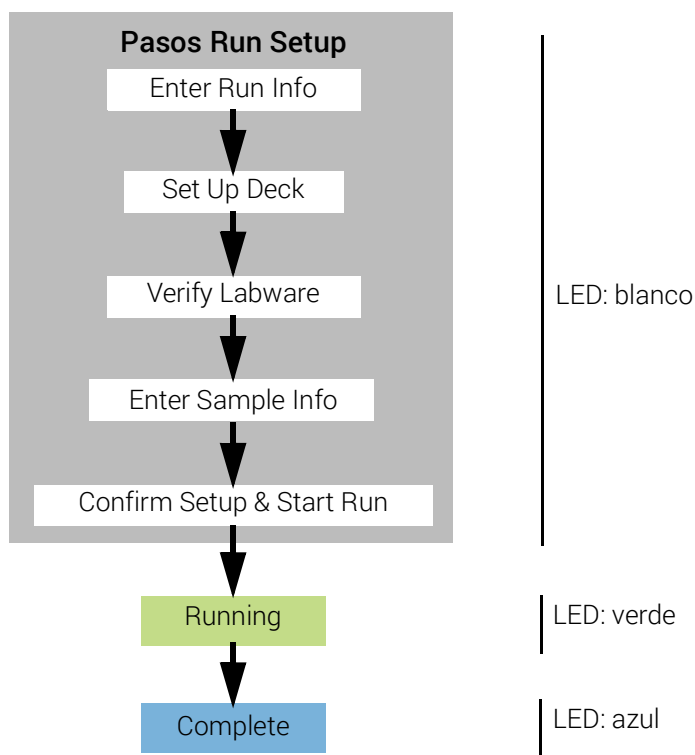 Pasos Run Setup
Enter Run Info
Set Up Deck
Verify Labware
LED: blanco
Enter Sample Info
Confirm Setup & Start Run
Running
LED: verde
Complete
LED: azul